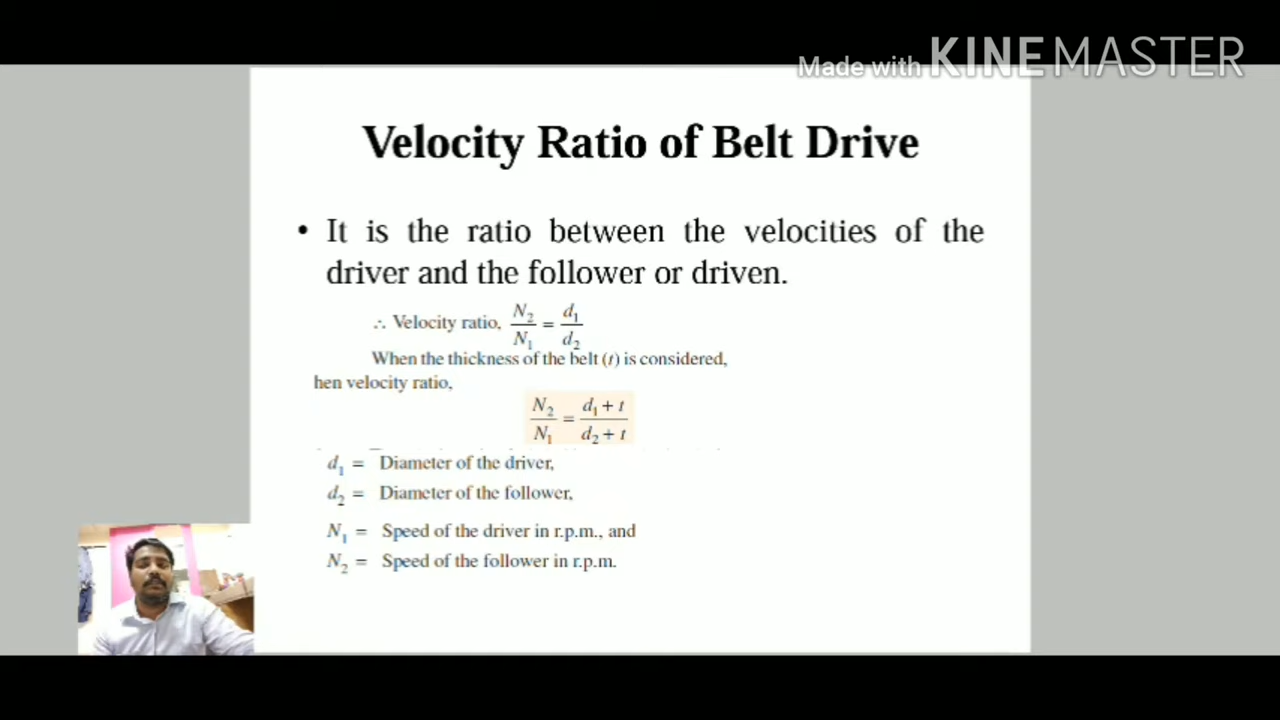 Made with KINEMASTER
Velocity Ratio of Belt Drive
• It is the ratio between the velocities of the
driver and the follower or driven.
∴ Velocity ratio, N₂/N₁ = d₁/d₂
When the thickness of the belt (t) is considered,
hen velocity ratio,
N₂/N₁ = (d₁ + t)/(d₂ + t)
d₁ = Diameter of the driver,
d₂ = Diameter of the follower,
N₁ = Speed of the driver in r.p.m., and
N₂ = Speed of the follower in r.p.m.